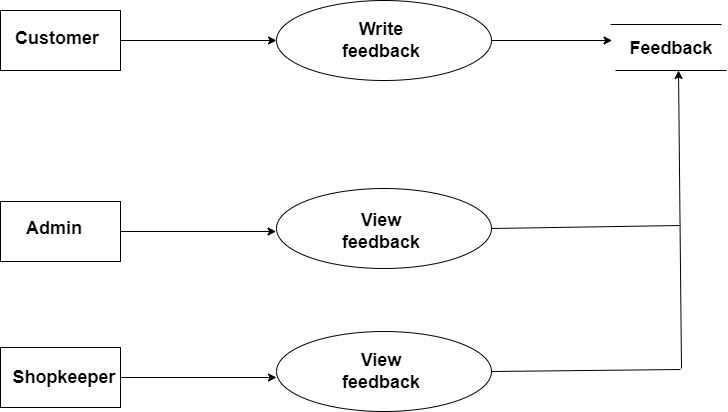 Customer
Write
feedback
Feedback
Admin
View
feedback
Shopkeeper
View
feedback